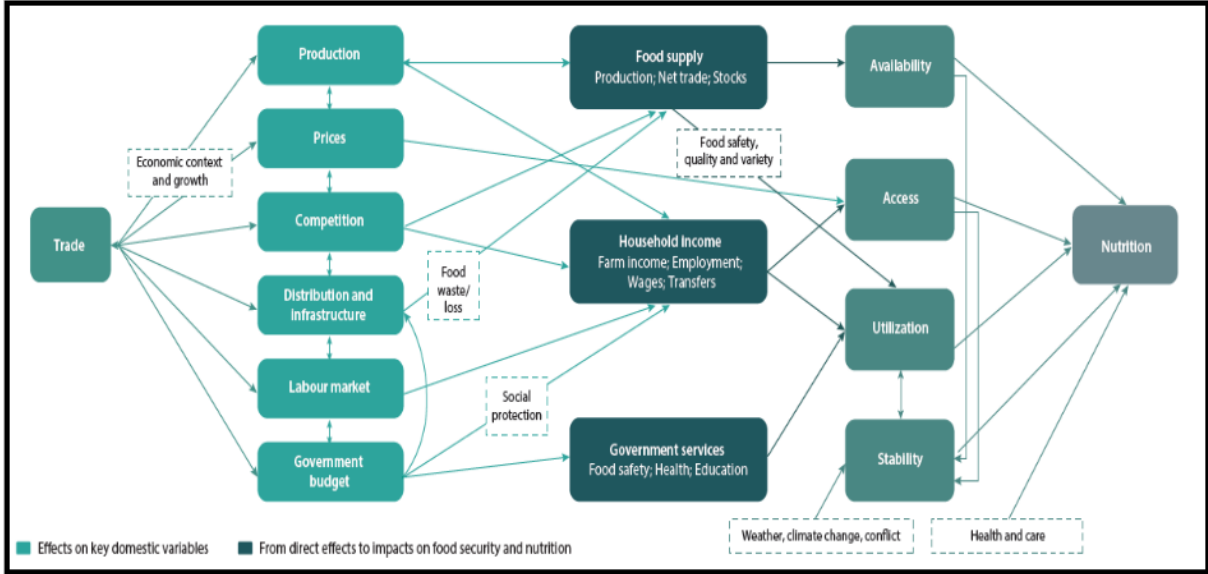 Production
Prices
Competition
Distribution and
infrastructure
Labour market
Government
budget
Trade
Economic context
and growth
Food
waste/
loss
Social
protection
Food supply
Production; Net trade; Stocks
Household income
Farm income; Employment;
Wages; Transfers
Government services
Food safety; Health; Education
Food safety,
quality and variety
Availability
Access
Utilization
Stability
Nutrition
Weather, climate change, conflict
Health and care
Effects on key domestic variables
From direct effects to impacts on food security and nutrition